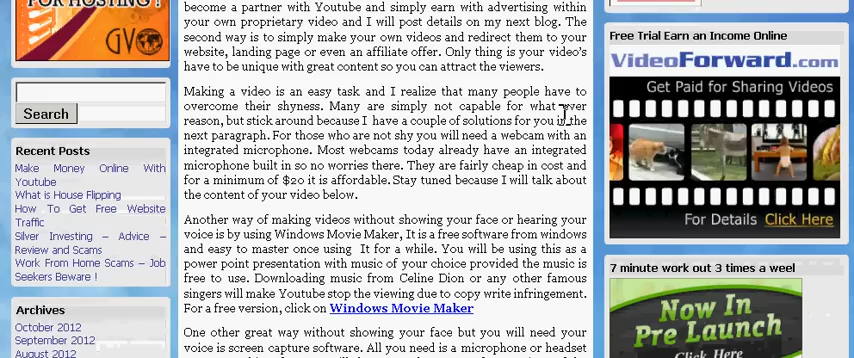 FOR HOSTING!
GVO
Search
Recent Posts
Make Money Online With
Youtube
What is House Flipping
How To Get Free Website
Traffic
Silver Investing – Advice –
Review and Scams
Work From Home Scams – Job
Seekers Beware !
Archives
October 2012
September 2012
August 2012
become a partner with Youtube and simply earn with advertising within
your own proprietary video and I will post details on my next blog. The
second way is to simply make your own videos and redirect them to your
website, landing page or even an affiliate offer. Only thing is your video's
have to be unique with great content so you can attract the viewers.
Making a video is an easy task and I realize that many people have to
overcome their shyness. Many are simply not capable for what ever
reason, but stick around because I have a couple of solutions for you in the
next paragraph. For those who are not shy you will need a webcam with an
integrated microphone. Most webcams today already have an integrated
microphone built in so no worries there. They are fairly cheap in cost and
for a minimum of $20 it is affordable. Stay tuned because I will talk about
the content of your video below.
Another way of making videos without showing your face or hearing your
voice is by using Windows Movie Maker, It is a free software from windows
and easy to master once using It for a while. You will be using this as a
power point presentation with music of your choice provided the music is
free to use. Downloading music from Celine Dion or any other famous
singers will make Youtube stop the viewing due to copy write infringement.
For a free version, click on Windows Movie Maker
One other great way without showing your face but you will need your
voice is screen capture software. All you need is a microphone or headset
Free Trial Earn an Income Online
VideoForward.com
Get Paid for Sharing Videos
For Details Click Here
7 minute work out 3 times a weel
Now In
Pre Launch
Click Here